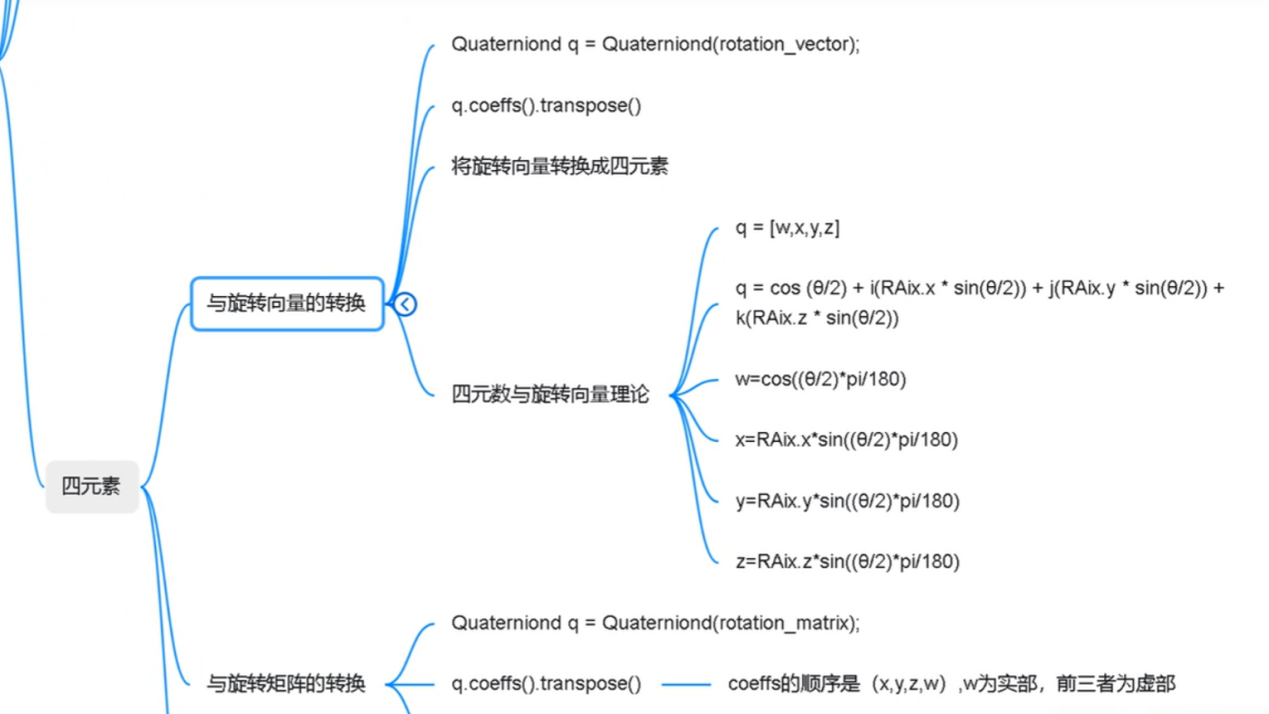 Quaterniond q = Quaterniond(rotation_vector);
q.coeffs().transpose()
将旋转向量转换成四元素
q = [w,x,y,z]
q = cos (θ/2) + i(RAix.x * sin(θ/2)) + j(RAix.y * sin(θ/2)) +
k(RAix.z * sin(θ/2))
与旋转向量的转换
w=cos((θ/2)*pi/180)
四元数与旋转向量理论
x=RAix.x*sin((θ/2)*pi/180)
y=RAix.y*sin((θ/2)*pi/180)
z=RAix.z*sin((θ/2)*pi/180)
四元素
Quaterniond q = Quaterniond(rotation_matrix);
与旋转矩阵的转换
q.coeffs().transpose()
coeffs的顺序是（x,y,z,w）,w为实部，前三者为虚部